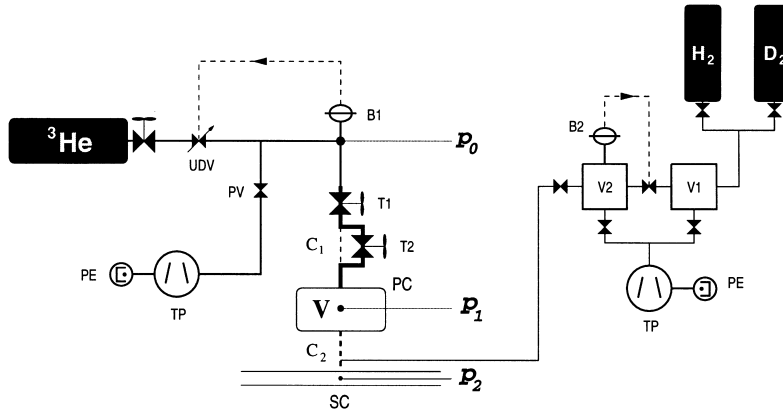 H2
D2
3He
B1
B2
p0
UDV
PV
V2
V1
T1
C1
T2
PE
TP
PC
PE
V
p1
TP
C2
p2
SC